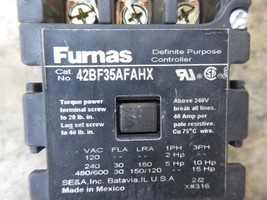 Furnas
Definite Purpose
Controller
Cat.
No. 42BF35AFAHX
Torque power
terminal screw
to 20 lb. in.
Lug set screw
to 40 lb. in.
Above 240V
break all lines.
40 Amp per
pole resistive.
Cu 75°C wire.
VAC FLA LRA 1PH 3PH
120 -- -- 2 Hp --
240 30 180 5 Hp 10 Hp
480/600 30 150/120 -- 15 Hp
SE&A, Inc. Batavia, IL U.S.A
Made in Mexico
2/2
X#316